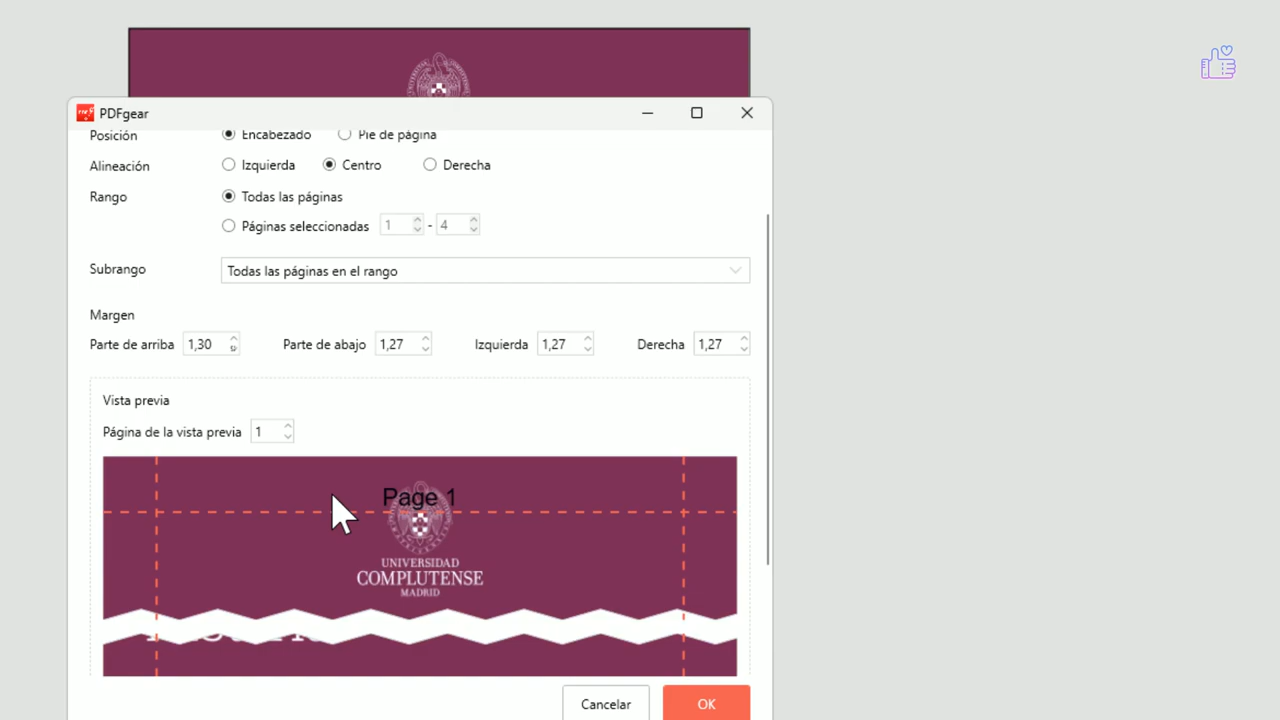 PDFgear
Posición Encabezado Pie de página
Alineación Izquierda Centro Derecha
Rango Todas las páginas
Páginas seleccionadas 1 - 4
Subrango Todas las páginas en el rango
Margen
Parte de arriba 1,30 Parte de abajo 1,27 Izquierda 1,27 Derecha 1,27
Vista previa
Página de la vista previa 1
Page 1
UNIVERSIDAD
COMPLUTENSE
MADRID
Cancelar OK